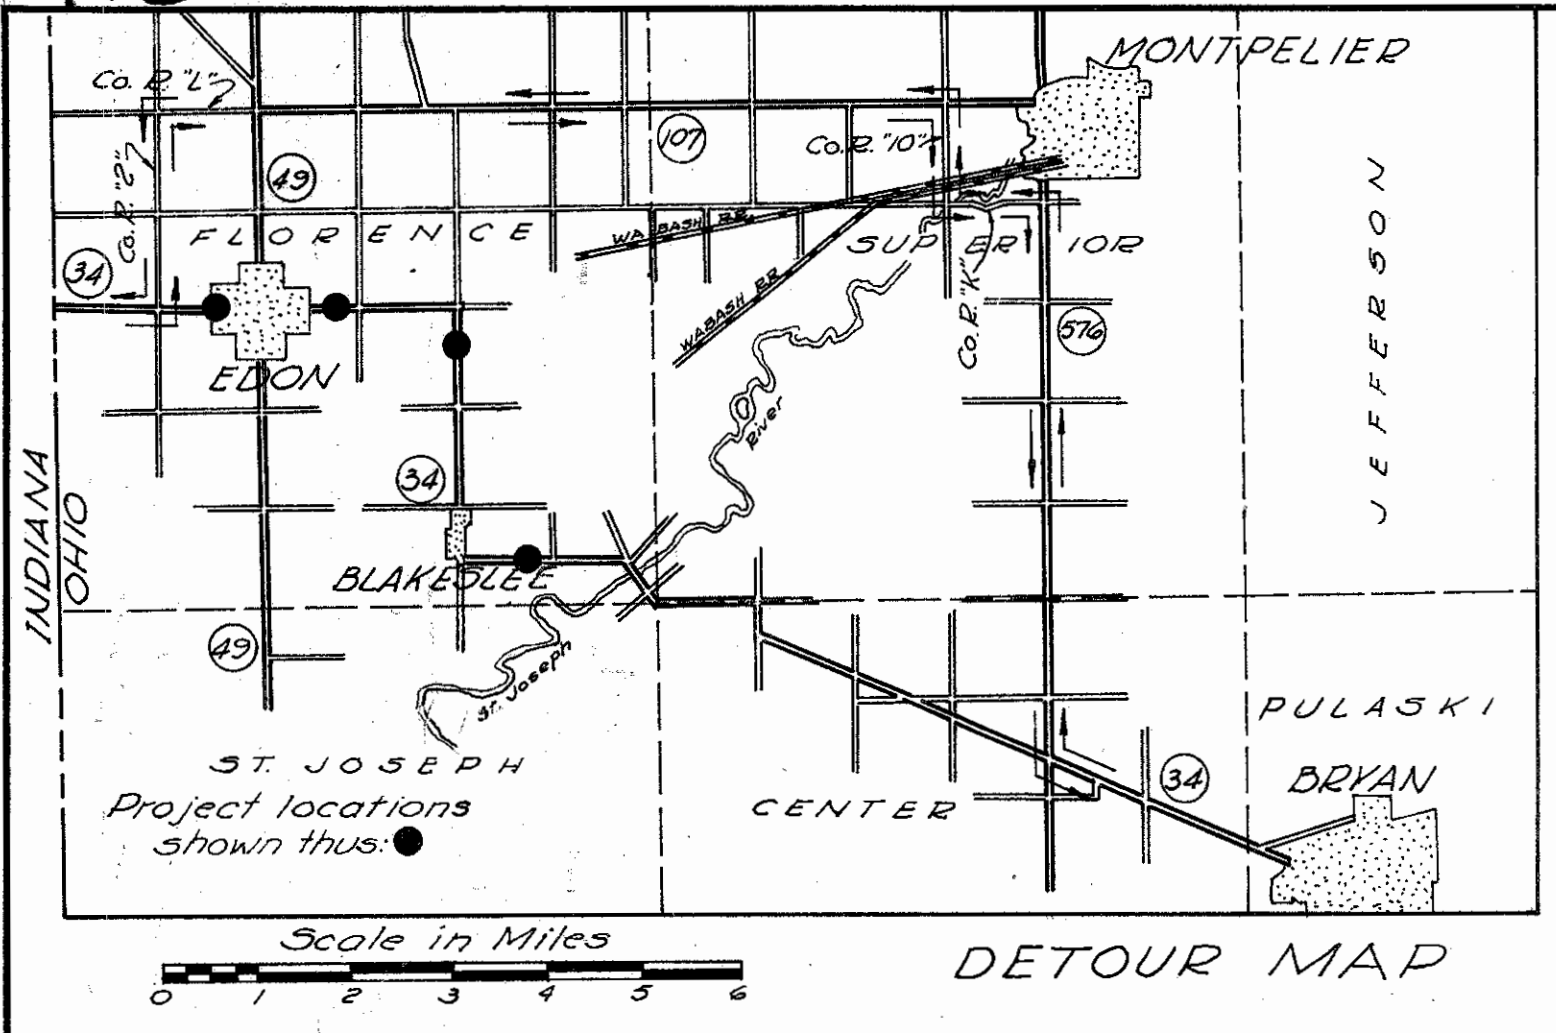 MONTPELIER
Co. R. "L"
107
Co. R. "10"
Co. R. "2"
49
FLORENCE
WABASH RR.
SUPERIOR
JEFFERSON
34
WABASH RR
Co. R. "K"
576
EDON
River
34
INDIANA
OHIO
BLAKESLEE
49
St. Joseph
PULASKI
ST. JOSEPH
34
BRYAN
Project locations
shown thus:
CENTER
Scale in Miles
0 1 2 3 4 5 6
DETOUR MAP